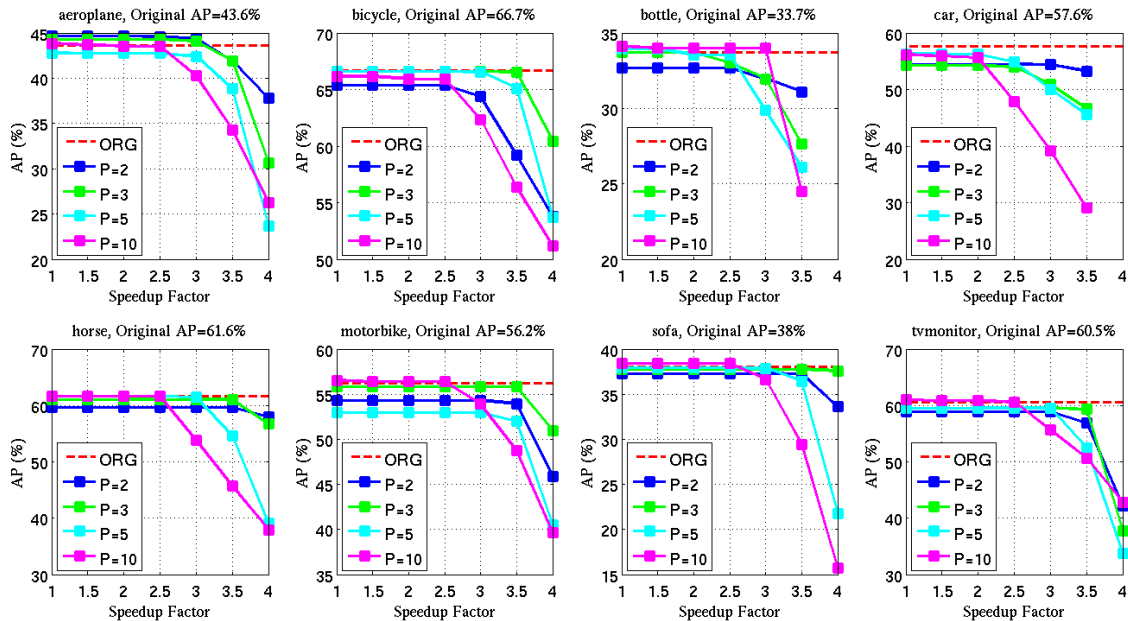 aeroplane, Original AP=43.6%
45
40
35
30
25
20
AP (%)
ORG
P=2
P=3
P=5
P=10
1 1.5 2 2.5 3 3.5 4
Speedup Factor
bicycle, Original AP=66.7%
70
65
60
55
50
AP (%)
ORG
P=2
P=3
P=5
P=10
1 1.5 2 2.5 3 3.5 4
Speedup Factor
bottle, Original AP=33.7%
35
30
25
20
AP (%)
ORG
P=2
P=3
P=5
P=10
1 1.5 2 2.5 3 3.5 4
Speedup Factor
car, Original AP=57.6%
60
50
40
30
20
AP (%)
ORG
P=2
P=3
P=5
P=10
1 1.5 2 2.5 3 3.5 4
Speedup Factor
horse, Original AP=61.6%
70
60
50
40
30
AP (%)
ORG
P=2
P=3
P=5
P=10
1 1.5 2 2.5 3 3.5 4
Speedup Factor
motorbike, Original AP=56.2%
60
55
50
45
40
35
AP (%)
ORG
P=2
P=3
P=5
P=10
1 1.5 2 2.5 3 3.5 4
Speedup Factor
sofa, Original AP=38%
40
35
30
25
20
15
AP (%)
ORG
P=2
P=3
P=5
P=10
1 1.5 2 2.5 3 3.5 4
Speedup Factor
tvmonitor, Original AP=60.5%
70
60
50
40
30
AP (%)
ORG
P=2
P=3
P=5
P=10
1 1.5 2 2.5 3 3.5 4
Speedup Factor